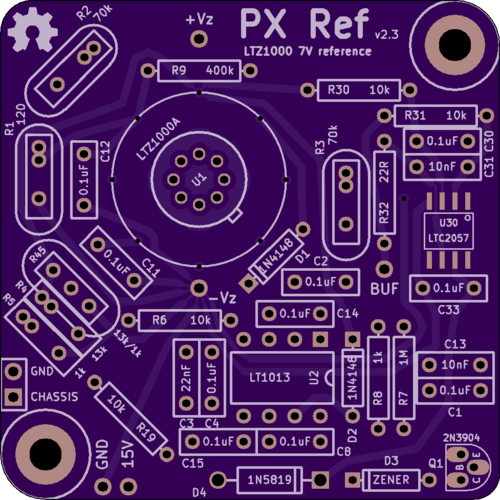 PX Ref v2.3
LTZ1000 7V reference
+Vz
R2
70k
R9 400k
R30 10k
R31 10k
R1
120
C12
0.1uF
LTZ1000A
U1
R3
70k
22R
R32
0.1uF
C30
10nF
C31
U30
LTC2057
R45
R4
R5
C11
0.1uF
1N4148
D1
C2
0.1uF
BUF
0.1uF
C33
-Vz
R6 10k
0.1uF C14
13k/1k
13k
1k
GND
CHASSIS
22nF
0.1uF
C3 C4
LT1013 U2
1N4148
D2
1k
R8
1M
R7
C13
10nF
0.1uF
C1
10k
R19
GND
15V
0.1uF
C15
0.1uF
C8
1N5819
D4
D3
ZENER
2N3904
Q1
B
E
C